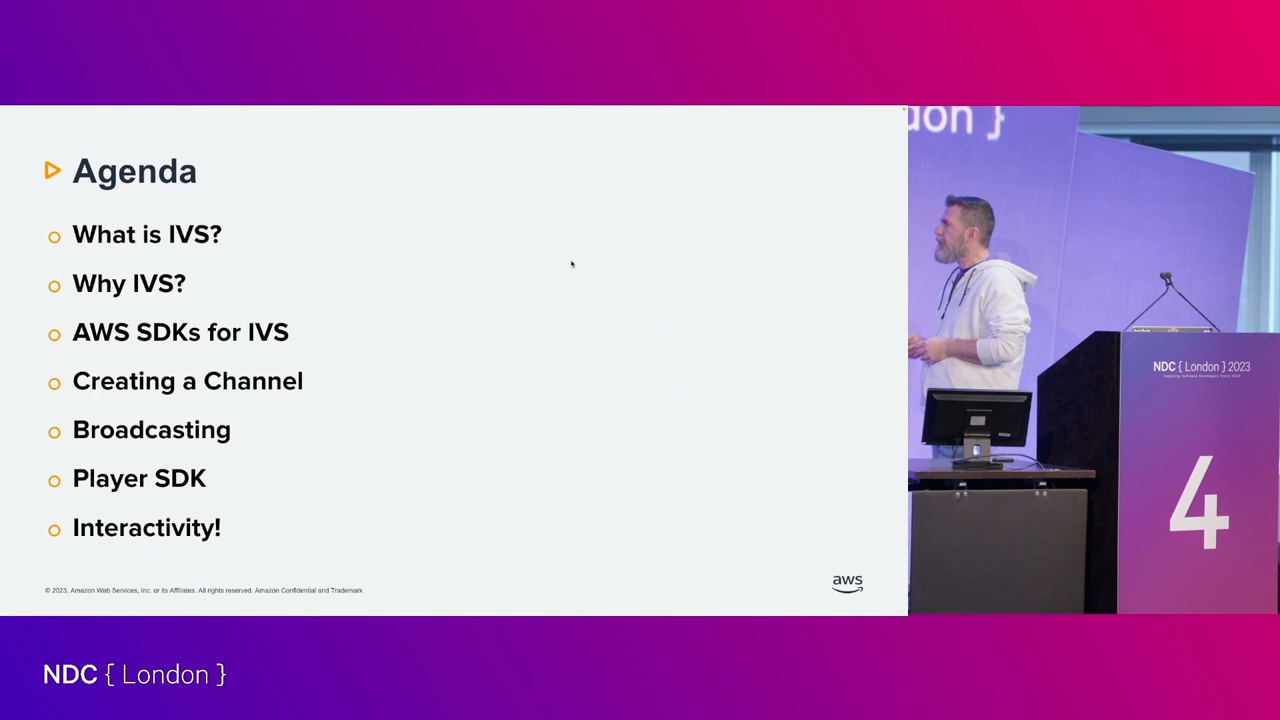 Agenda
What is IVS?
Why IVS?
AWS SDKs for IVS
Creating a Channel
Broadcasting
Player SDK
Interactivity!
© 2023, Amazon Web Services, Inc. or its Affiliates. All rights reserved. Amazon Confidential and Trademark.
aws
don }
NDC { London } 2023
4
NDC { London }